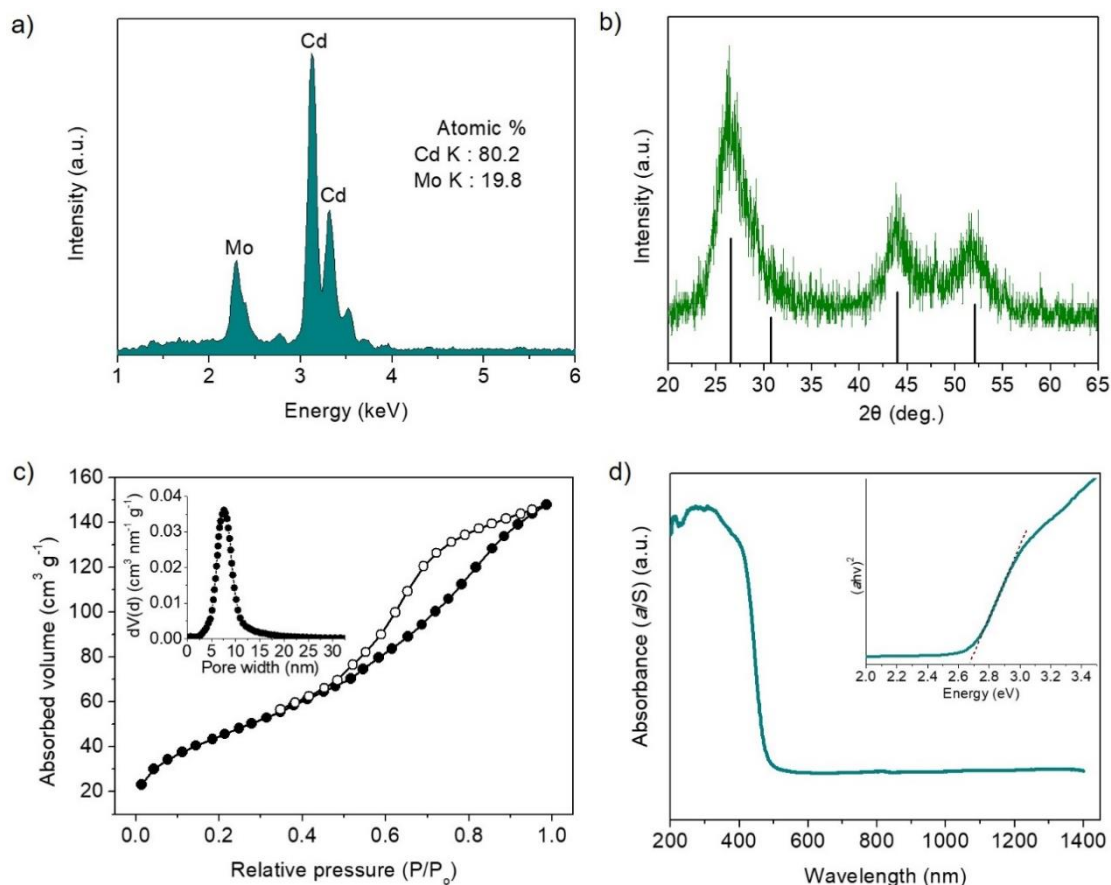 a)
Intensity (a.u.)
Mo
Cd
Cd
Atomic %
Cd K : 80.2
Mo K : 19.8
1 2 3 4 5 6
Energy (keV)
b)
Intensity (a.u.)
20 25 30 35 40 45 50 55 60 65
2θ (deg.)
c)
Absorbed volume (cm³ g⁻¹)
160
140
120
100
80
60
40
20
0.0 0.2 0.4 0.6 0.8 1.0
Relative pressure (P/Pₒ)
dV(d) (cm³ nm⁻¹ g⁻¹)
0.04
0.03
0.02
0.01
0.00
0 5 10 15 20 25 30
Pore width (nm)
d)
Absorbance (a/S) (a.u.)
200 400 600 800 1000 1200 1400
Wavelength (nm)
(ahν)²
2.0 2.2 2.4 2.6 2.8 3.0 3.2 3.4
Energy (eV)